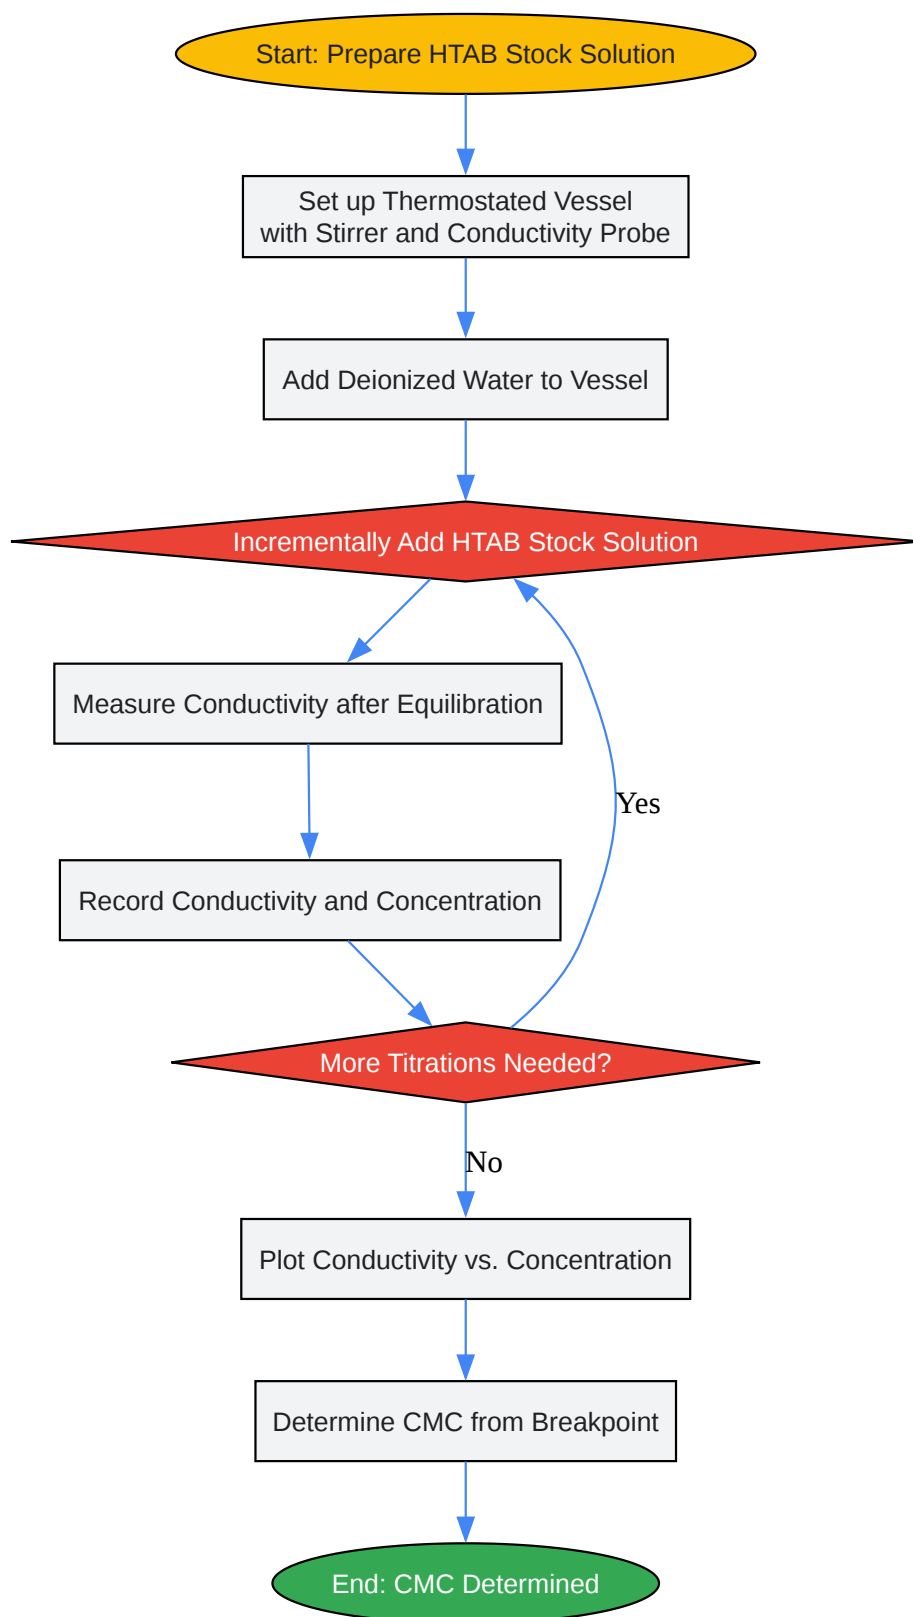 Start: Prepare HTAB Stock Solution
Set up Thermostated Vessel
with Stirrer and Conductivity Probe
Add Deionized Water to Vessel
Incrementally Add HTAB Stock Solution
Measure Conductivity after Equilibration
Yes
Record Conductivity and Concentration
More Titrations Needed?
No
Plot Conductivity vs. Concentration
Determine CMC from Breakpoint
End: CMC Determined